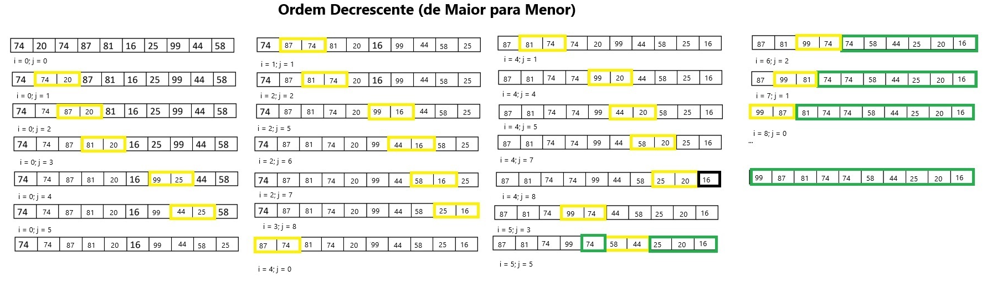 Ordem Decrescente (de Maior para Menor)
74 20 74 87 81 16 25 99 44 58
i = 0; j = 0
74 74 20 87 81 16 25 99 44 58
i = 0; j = 1
74 74 87 20 81 16 25 99 44 58
i = 0; j = 2
74 74 87 81 20 16 25 99 44 58
i = 0; j = 3
74 74 87 81 20 16 99 25 44 58
i = 0; j = 4
74 74 87 81 20 16 99 44 25 58
i = 0; j = 5
74 74 87 81 20 16 99 44 58 25
74 87 74 81 20 16 99 44 58 25
i = 1; j = 1
74 87 81 74 20 16 99 44 58 25
i = 2; j = 2
74 87 81 74 20 99 16 44 58 25
i = 2; j = 5
74 87 81 74 20 99 44 16 58 25
i = 2; j = 6
74 87 81 74 20 99 44 58 16 25
i = 2; j = 7
74 87 81 74 20 99 44 58 25 16
i = 3; j = 8
87 74 81 74 20 99 44 58 25 16
i = 4; j = 0
87 81 74 74 20 99 44 58 25 16
i = 4; j = 1
87 81 74 74 99 20 44 58 25 16
i = 4; j = 4
87 81 74 74 99 44 20 58 25 16
i = 4; j = 5
87 81 74 74 99 44 58 20 25 16
i = 4; j = 7
87 81 74 74 99 44 58 25 20 16
i = 4; j = 8
87 81 74 99 74 44 58 25 20 16
i = 5; j = 3
87 81 74 99 74 58 44 25 20 16
i = 5; j = 5
87 81 99 74 74 58 44 25 20 16
i = 6; j = 2
87 99 81 74 74 58 44 25 20 16
i = 7; j = 1
99 87 81 74 74 58 44 25 20 16
i = 8; j = 0
...
99 87 81 74 74 58 44 25 20 16